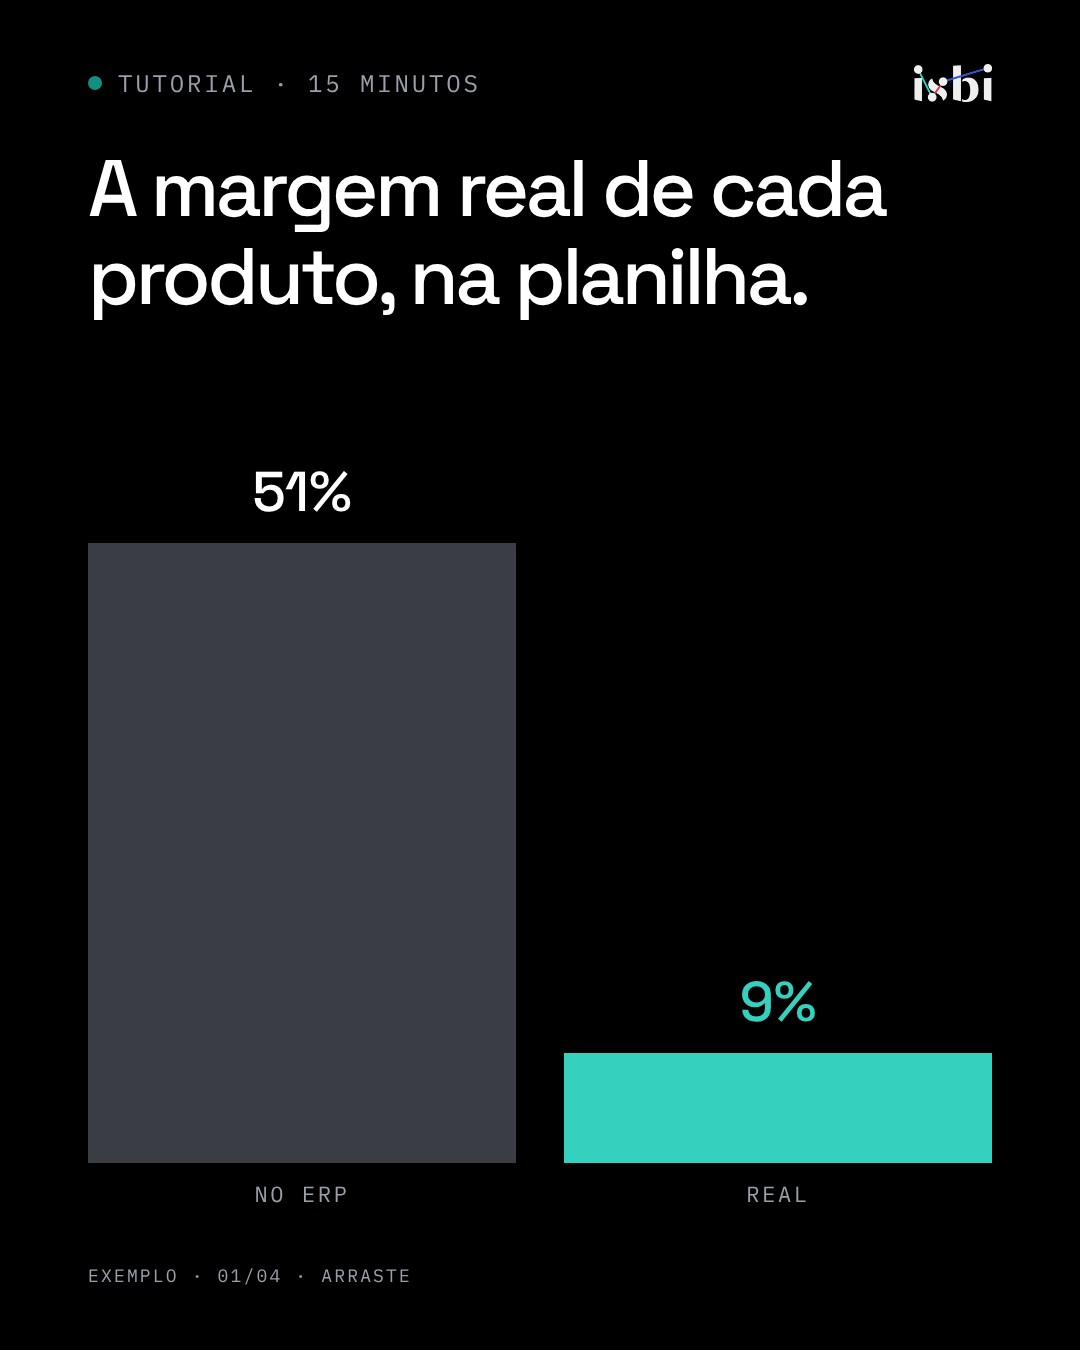 TUTORIAL · 15 MINUTOS
isbi
A margem real de cada
produto, na planilha.
51%
9%
NO ERP
REAL
EXEMPLO · 01/04 · ARRASTE